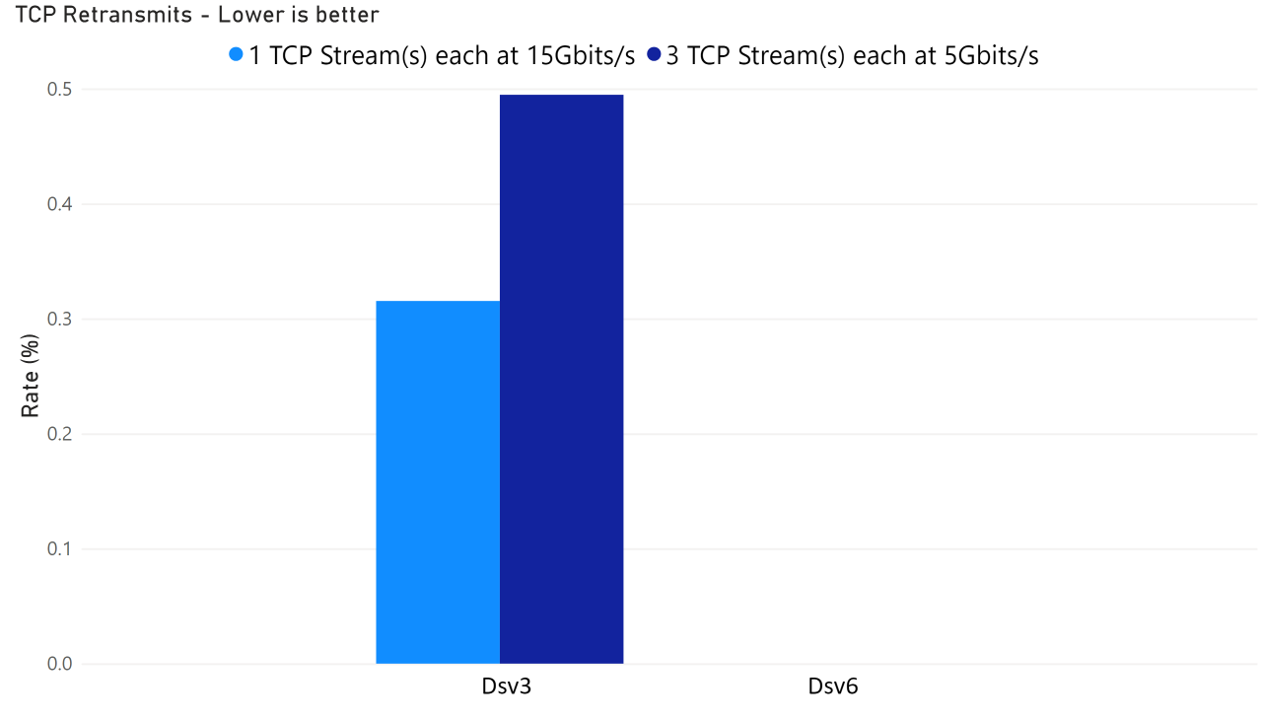 TCP Retransmits - Lower is better
1 TCP Stream(s) each at 15Gbits/s 3 TCP Stream(s) each at 5Gbits/s
0.5
0.4
0.3
0.2
0.1
0.0
Rate (%)
Dsv3 Dsv6